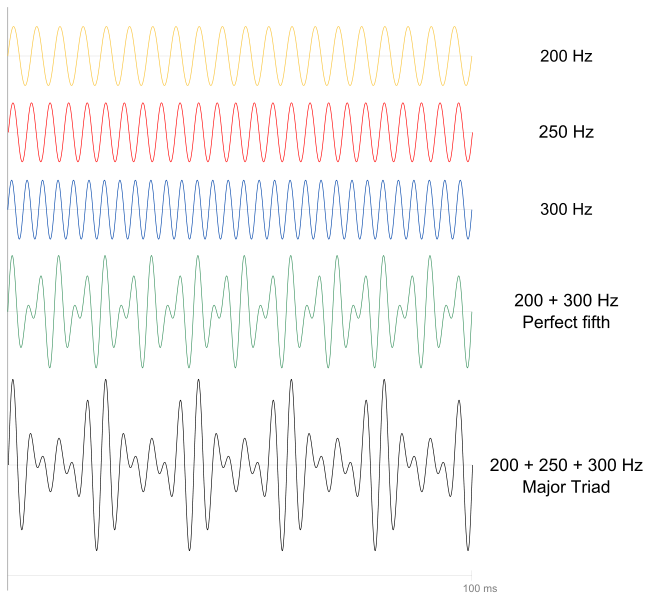 200 Hz
250 Hz
300 Hz
200 + 300 Hz
Perfect fifth
200 + 250 + 300 Hz
Major Triad
100 ms